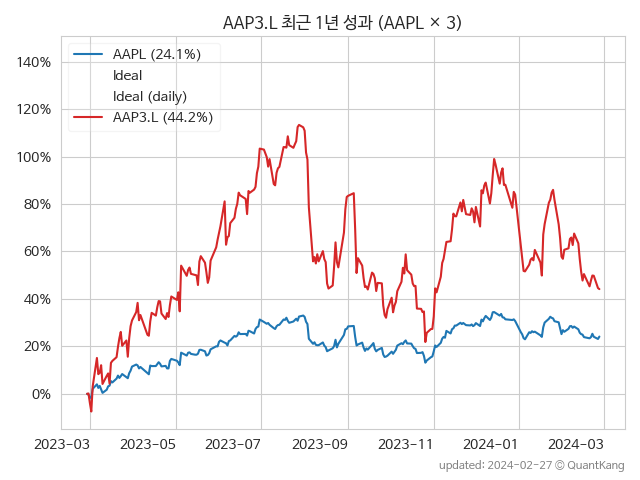 AAP3.L 최근 1년 성과 (AAPL × 3)
AAPL (24.1%)
Ideal
Ideal (daily)
AAP3.L (44.2%)
140%
120%
100%
80%
60%
40%
20%
0%
2023-03 2023-05 2023-07 2023-09 2023-11 2024-01 2024-03
updated: 2024-02-27 © QuantKang